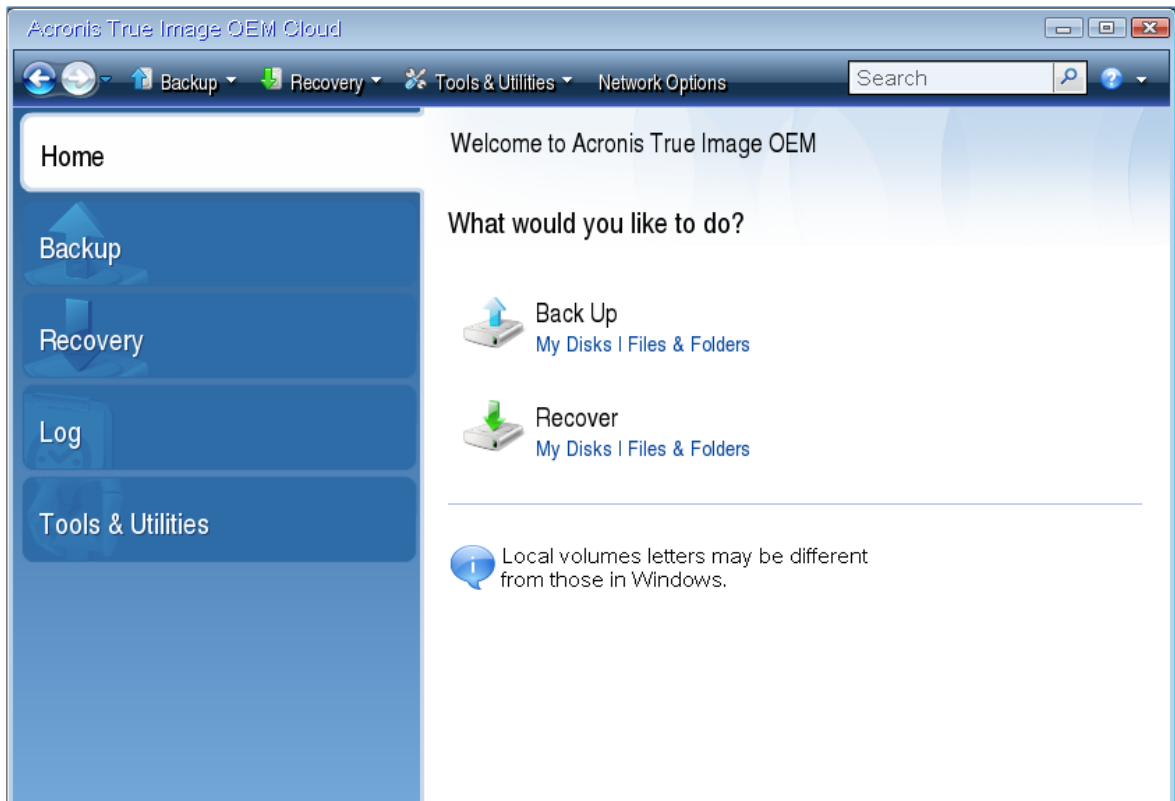 Acronis True Image OEM Cloud
Backup Recovery Tools & Utilities Network Options Search
Home
Backup
Recovery
Log
Tools & Utilities
Welcome to Acronis True Image OEM
What would you like to do?
Back Up
My Disks | Files & Folders
Recover
My Disks | Files & Folders
Local volumes letters may be different
from those in Windows.